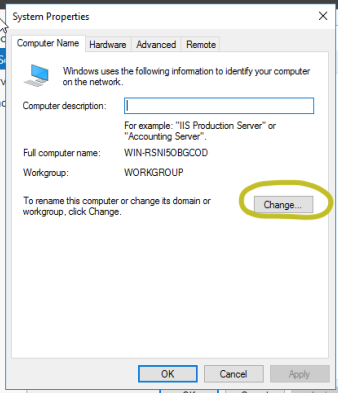 System Properties
Computer Name Hardware Advanced Remote
Windows uses the following information to identify your computer
on the network.
Computer description:
For example: "IIS Production Server" or
"Accounting Server".
Full computer name: WIN-RSNI5OBGCOD
Workgroup: WORKGROUP
To rename this computer or change its domain or
workgroup, click Change.
Change...
OK Cancel Apply